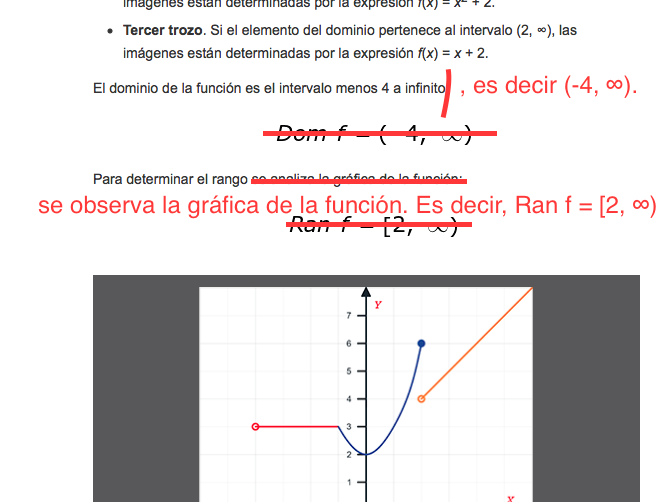 imágenes están determinadas por la expresión f(x) = x² + 2.
• Tercer trozo. Si el elemento del dominio pertenece al intervalo (2, ∞), las
imágenes están determinadas por la expresión f(x) = x + 2.
El dominio de la función es el intervalo menos 4 a infinito , es decir (-4, ∞).
Dom f = (−4, ∞)
Para determinar el rango se analiza la gráfica de la función:
se observa la gráfica de la función. Es decir, Ran f = [2, ∞)
Ran f = [2, ∞)
Y
7
6
5
4
3
2
1
X